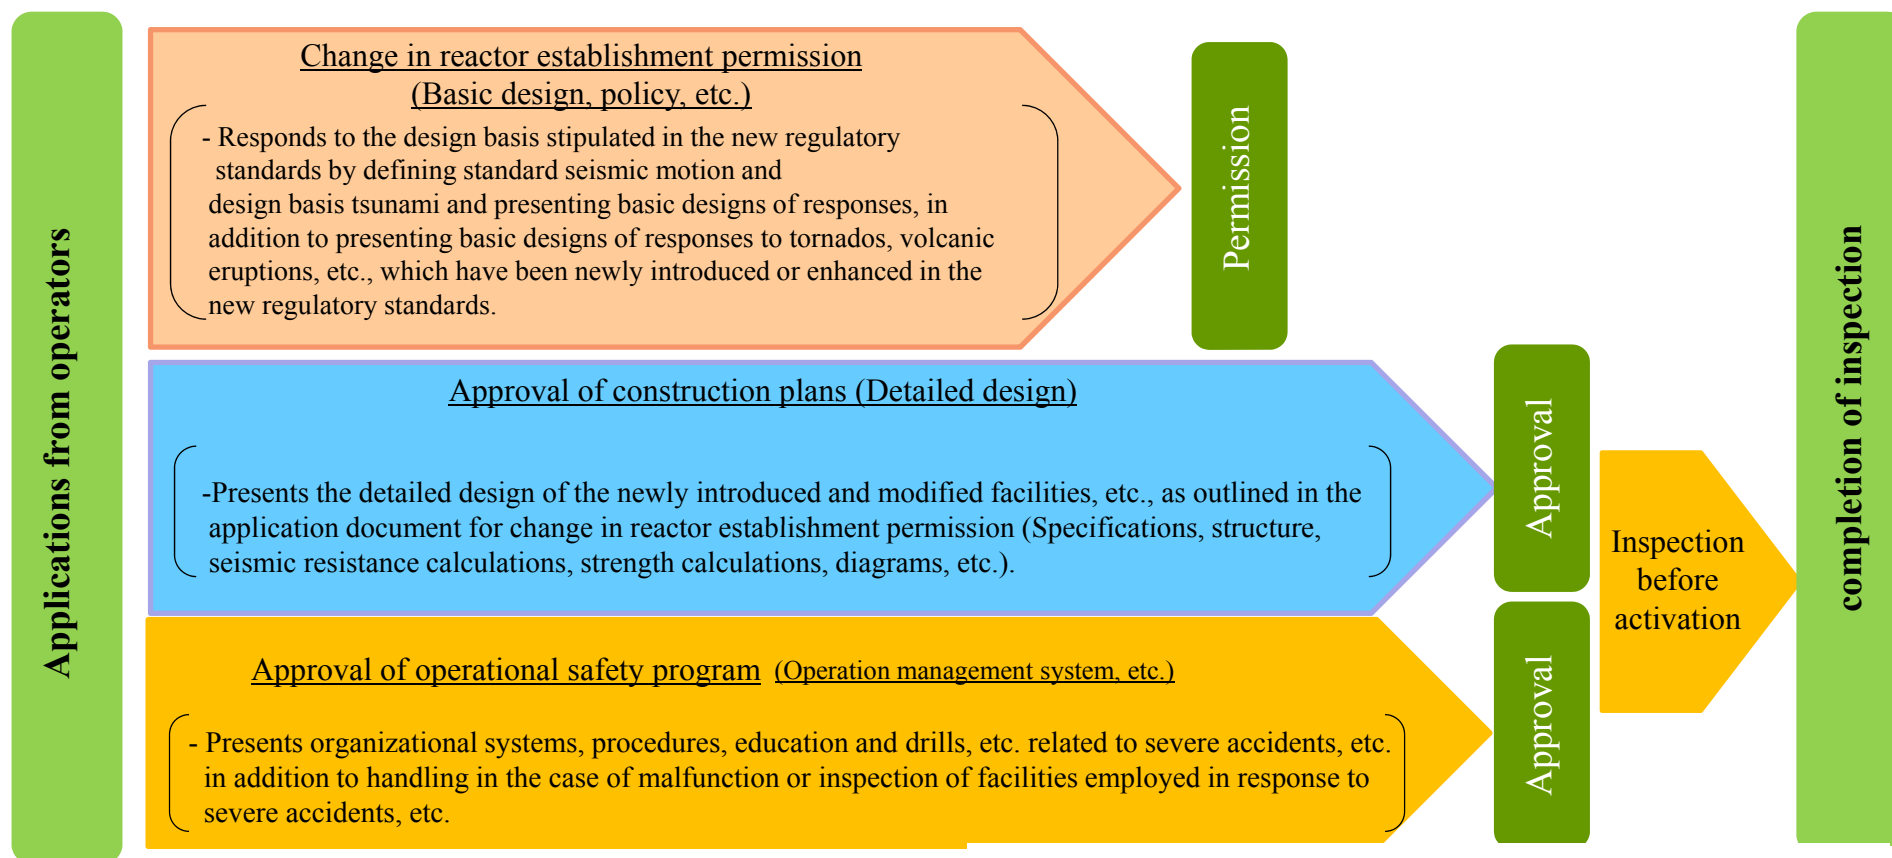 Applications from operators
Change in reactor establishment permission
(Basic design, policy, etc.)
- Responds to the design basis stipulated in the new regulatory
standards by defining standard seismic motion and
design basis tsunami and presenting basic designs of responses, in
addition to presenting basic designs of responses to tornados, volcanic
eruptions, etc., which have been newly introduced or enhanced in the
new regulatory standards.
Permission
Approval of construction plans (Detailed design)
-Presents the detailed design of the newly introduced and modified facilities, etc., as outlined in the
application document for change in reactor establishment permission (Specifications, structure,
seismic resistance calculations, strength calculations, diagrams, etc.).
Approval
Approval of operational safety program (Operation management system, etc.)
- Presents organizational systems, procedures, education and drills, etc. related to severe accidents, etc.
in addition to handling in the case of malfunction or inspection of facilities employed in response to
severe accidents, etc.
Approval
Inspection
before
activation
completion of inspection